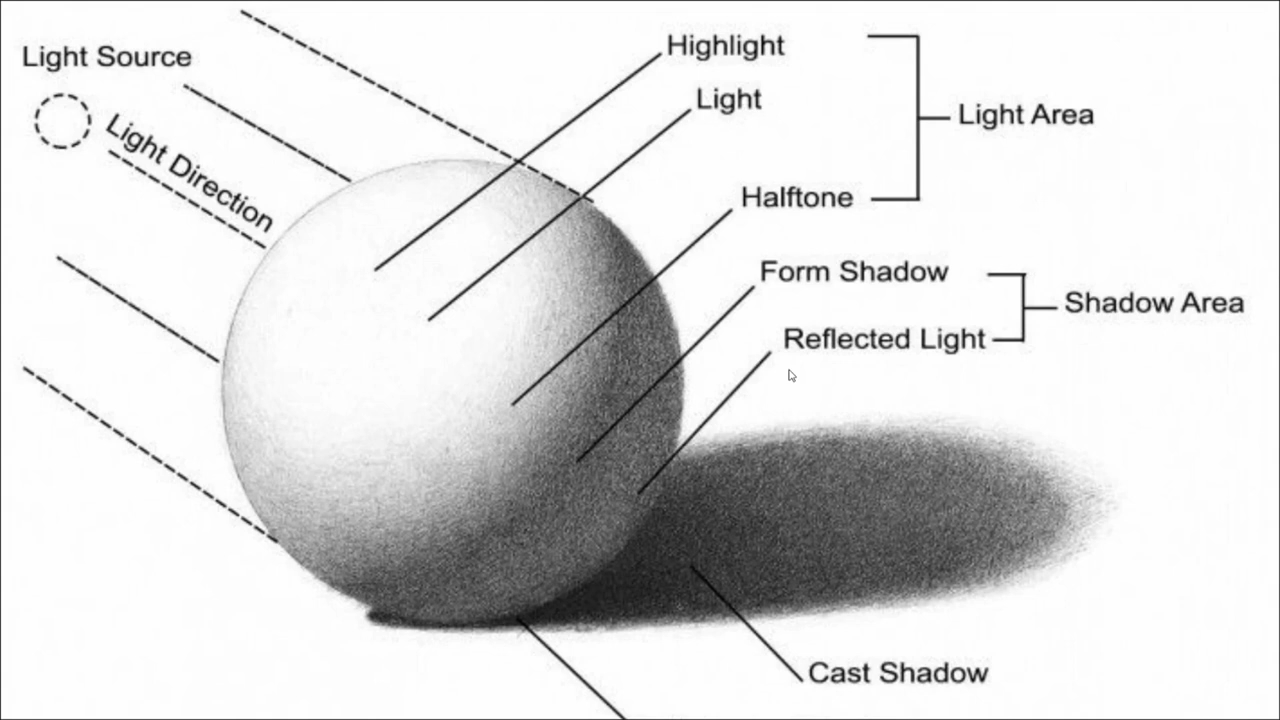 Light Source
Light Direction
Highlight
Light
Halftone
Light Area
Form Shadow
Reflected Light
Shadow Area
Cast Shadow